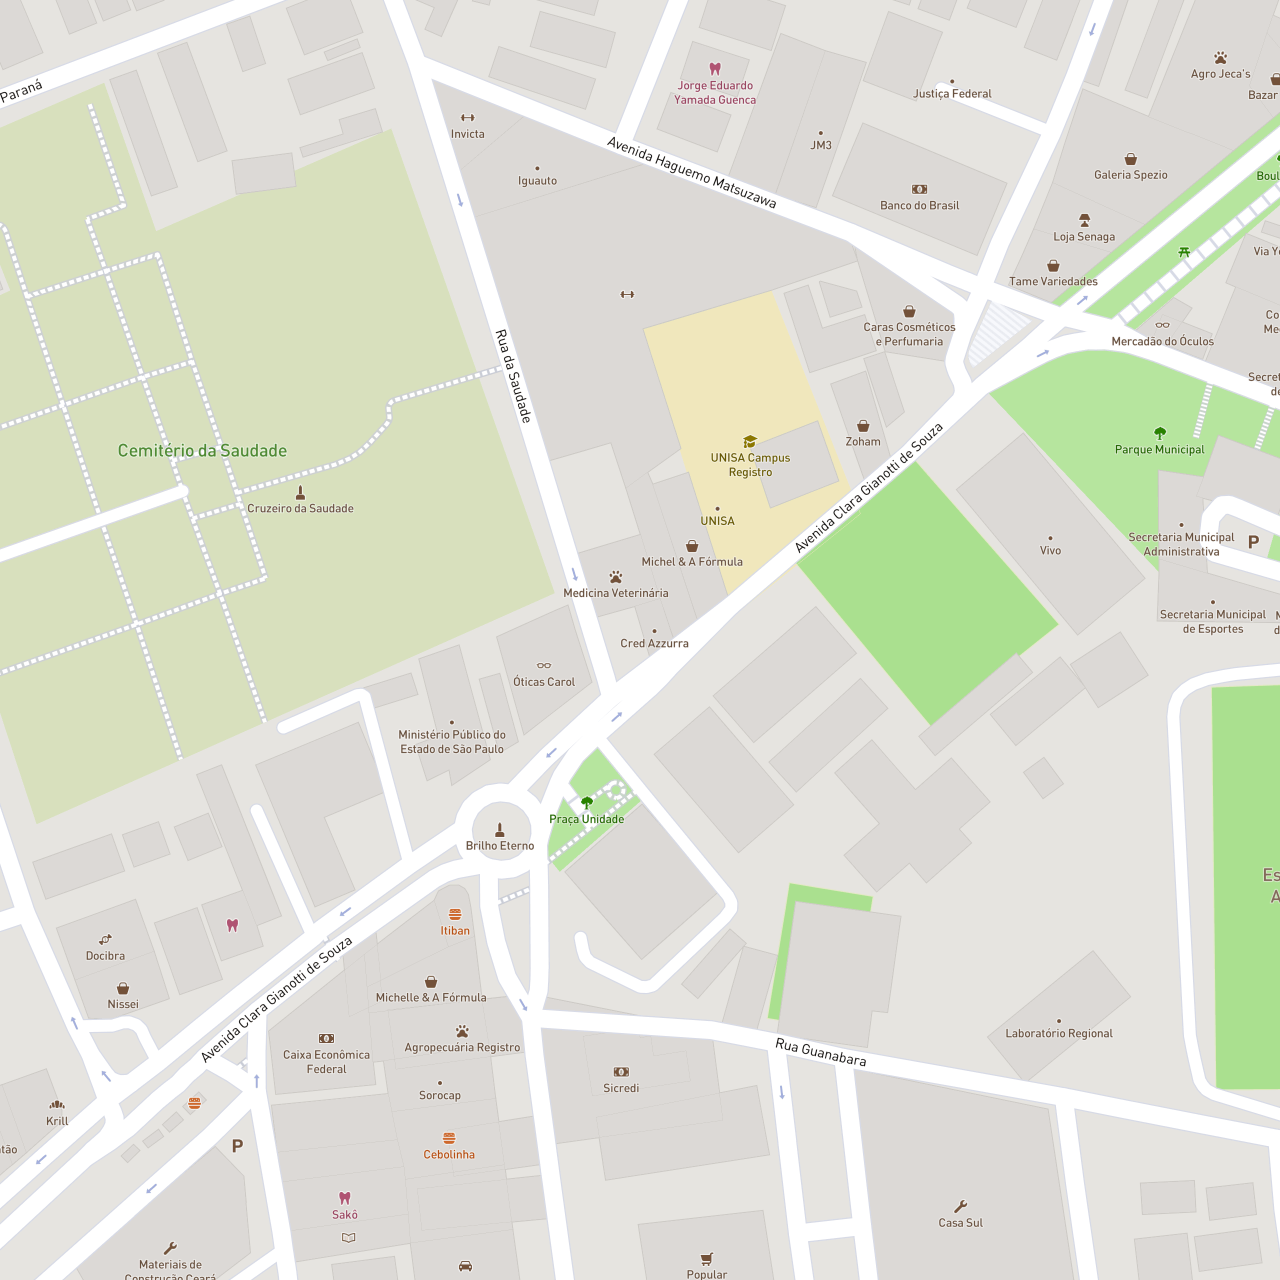 Paraná
Invicta
Iguauto
Jorge Eduardo
Yamada Guenca
Justiça Federal
Agro Jeca's
Bazar
JM3
Avenida Haguemo Matsuzawa
Banco do Brasil
Galeria Spezio
Loja Senaga
Tame Variedades
Caras Cosméticos
e Perfumaria
Mercadão do Óculos
Rua da Saudade
Cemitério da Saudade
Cruzeiro da Saudade
UNISA Campus
Registro
UNISA
Zoham
Avenida Clara Gianotti de Souza
Parque Municipal
Michel & A Fórmula
Medicina Veterinária
Cred Azzurra
Vivo
Secretaria Municipal
Administrativa
P
Secretaria Municipal
de Esportes
Óticas Carol
Ministério Público do
Estado de São Paulo
Praça Unidade
Brilho Eterno
Itiban
Docibra
Nissei
Avenida Clara Gianotti de Souza
Michelle & A Fórmula
Caixa Econômica
Federal
Agropecuária Registro
Sorocap
Sicredi
Rua Guanabara
Laboratório Regional
Krill
P
Cebolinha
Sakô
Casa Sul
Materiais de
Construção Ceará
Popular